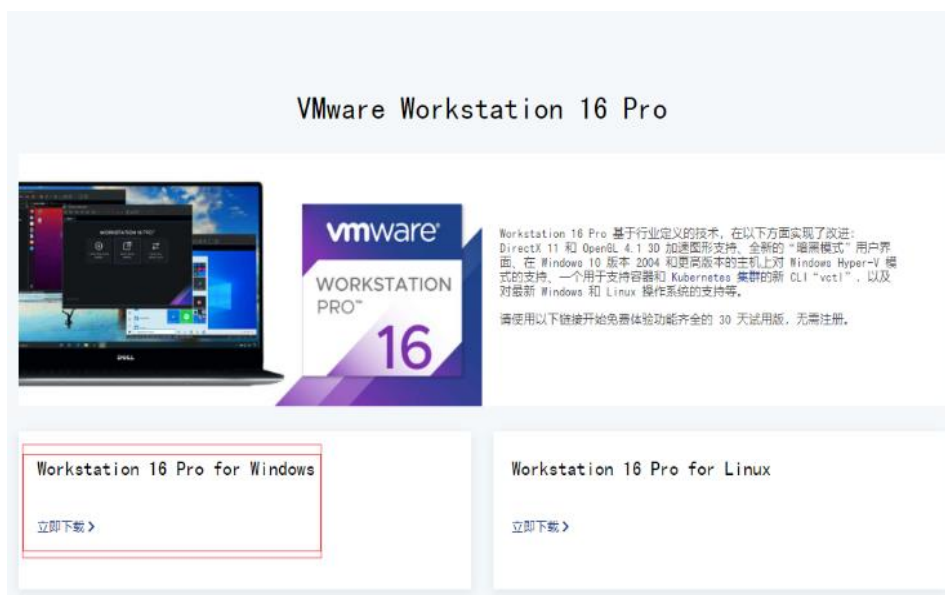 VMware Workstation 16 Pro
vmware®
WORKSTATION
PRO™
16
WORKSTATION 16 PRO™
DELL
Workstation 16 Pro 基于行业定义的技术，在以下方面实现了改进：
DirectX 11 和 OpenGL 4.1 3D 加速图形支持、全新的“暗黑模式”用户界
面、在 Windows 10 版本 2004 和更高版本的主机上对 Windows Hyper-V 模
式的支持、一个用于支持容器和 Kubernetes 集群的新 CLI“vctl”，以及
对最新 Windows 和 Linux 操作系统的支持等。
请使用以下链接开始免费体验功能齐全的 30 天试用版，无需注册。
Workstation 16 Pro for Windows
立即下载 >
Workstation 16 Pro for Linux
立即下载 >